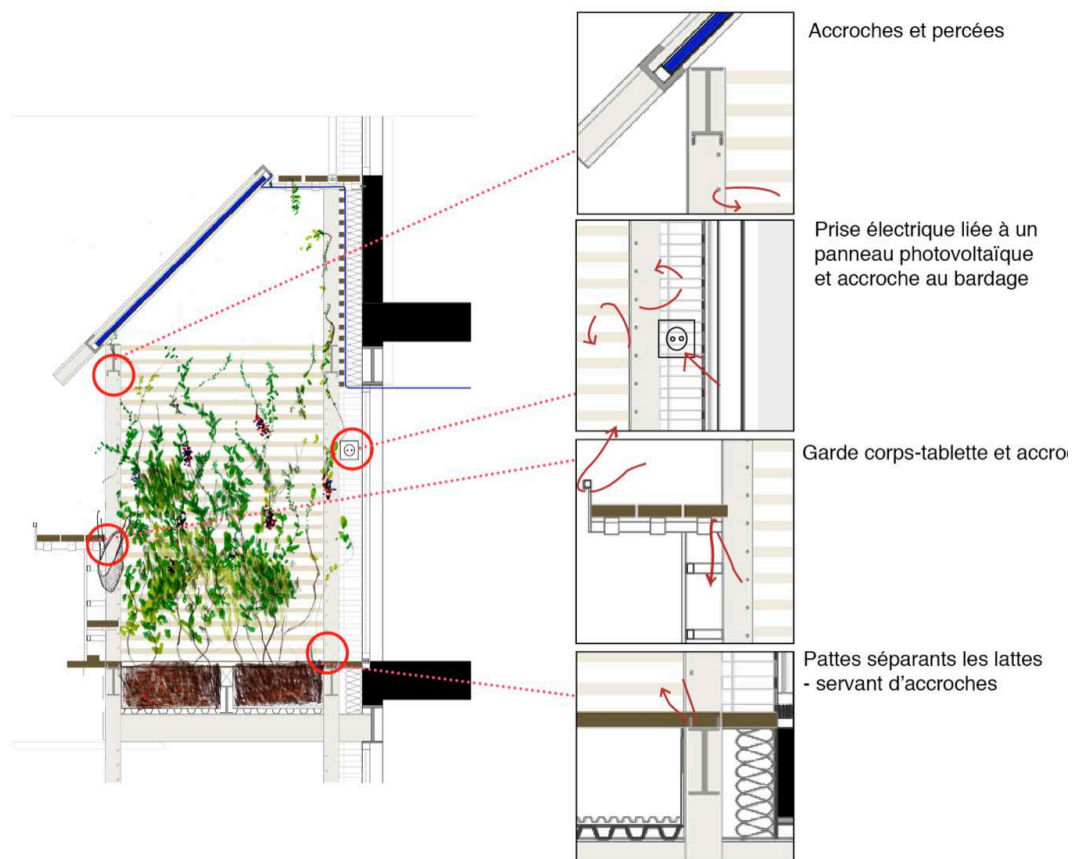 Accroches et percées
Prise électrique liée à un
panneau photovoltaïque
et accroche au bardage
Garde corps-tablette et accro
Pattes séparants les lattes
- servant d'accroches